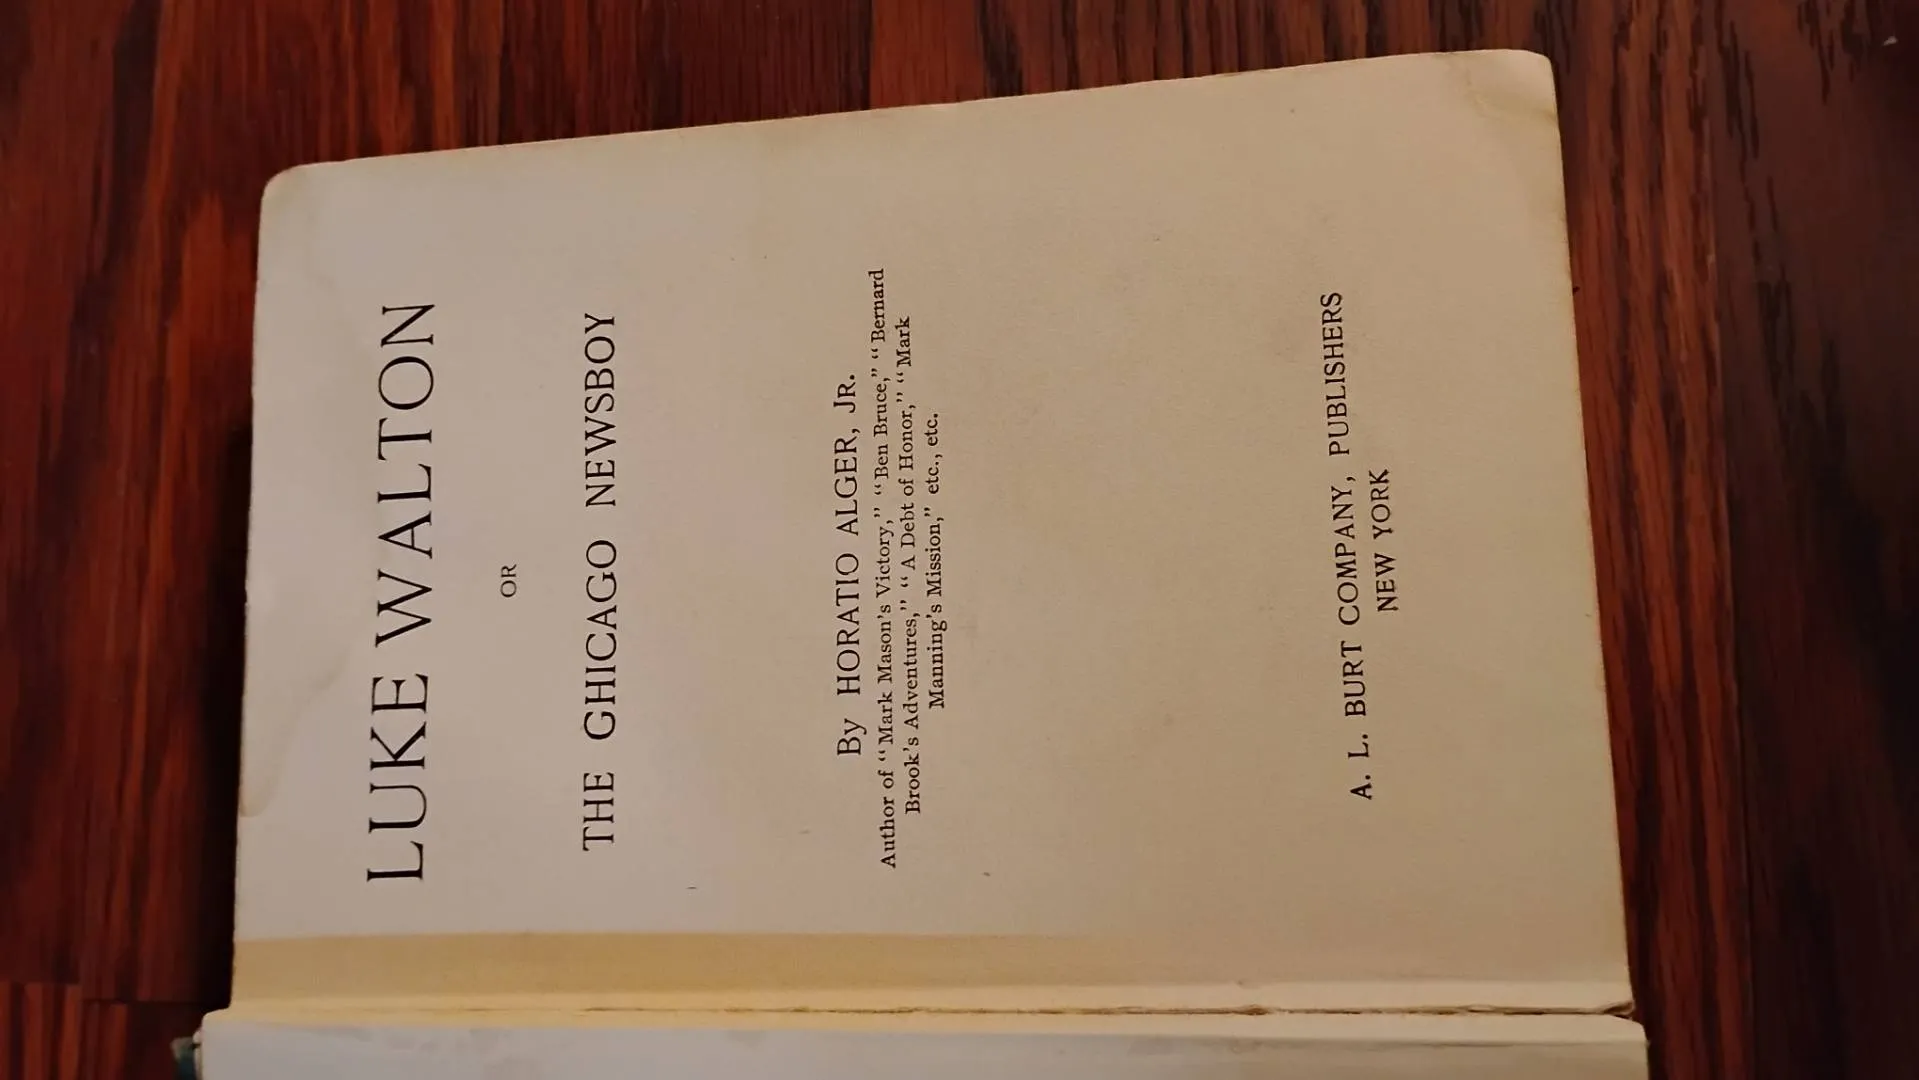 LUKE WALTON
OR
THE GHICAGO NEWSBOY
By HORATIO ALGER, JR.
Author of "Mark Mason's Victory," "Ben Bruce," "Bernard
Brook's Adventures," "A Debt of Honor," "Mark
Manning's Mission," etc., etc.
A. L. BURT COMPANY, PUBLISHERS
NEW YORK